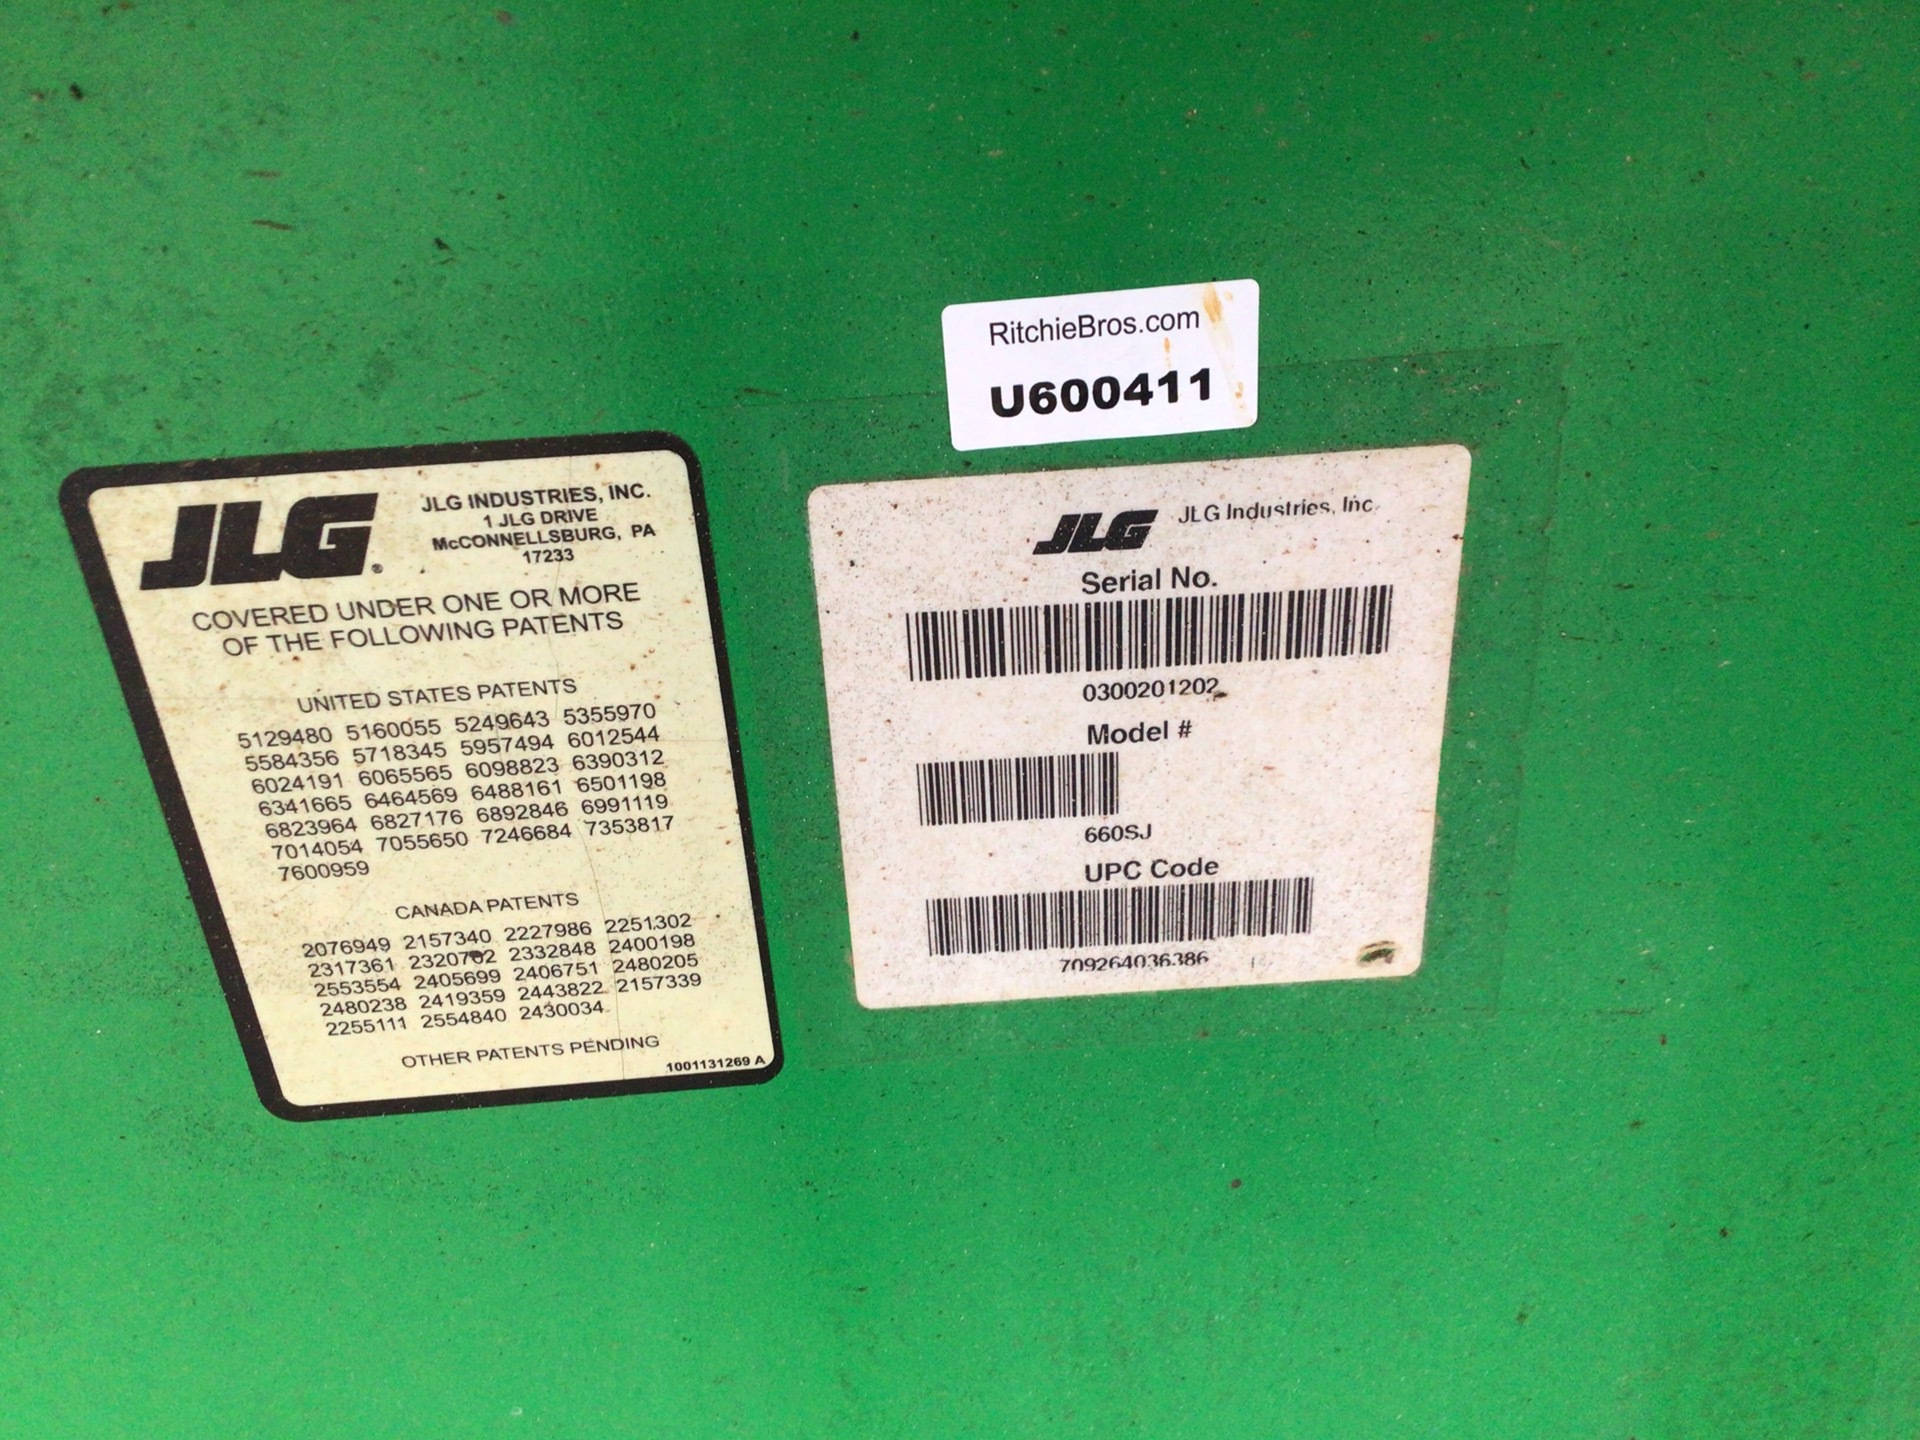 RitchieBros.com
U600411
JLG®
JLG INDUSTRIES, INC.
1 JLG DRIVE
McCONNELLSBURG, PA
17233
COVERED UNDER ONE OR MORE
OF THE FOLLOWING PATENTS
UNITED STATES PATENTS
5129480 5160055 5249643 5355970
5584356 5718345 5957494 6012544
6024191 6065565 6098823 6390312
6341665 6464569 6488161 6501198
6823964 6827176 6892846 6991119
7014054 7055650 7246684 7353817
7600959
CANADA PATENTS
2076949 2157340 2227986 2251302
2317361 2320702 2332848 2400198
2553554 2405699 2406751 2480205
2480238 2419359 2443822 2157339
2255111 2554840 2430034
OTHER PATENTS PENDING
1001131269 A
JLG JLG Industries, Inc.
Serial No.
0300201202
Model #
660SJ
UPC Code
709264036386